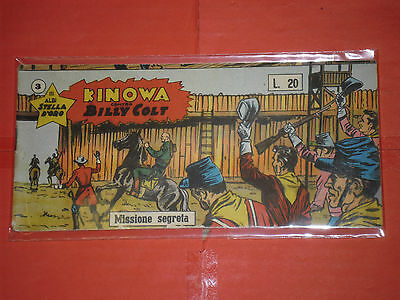 3
ALBI
STELLA
D'ORO
KINOWA
CONTRO
BILLY COLT
L. 20
Missione segreta